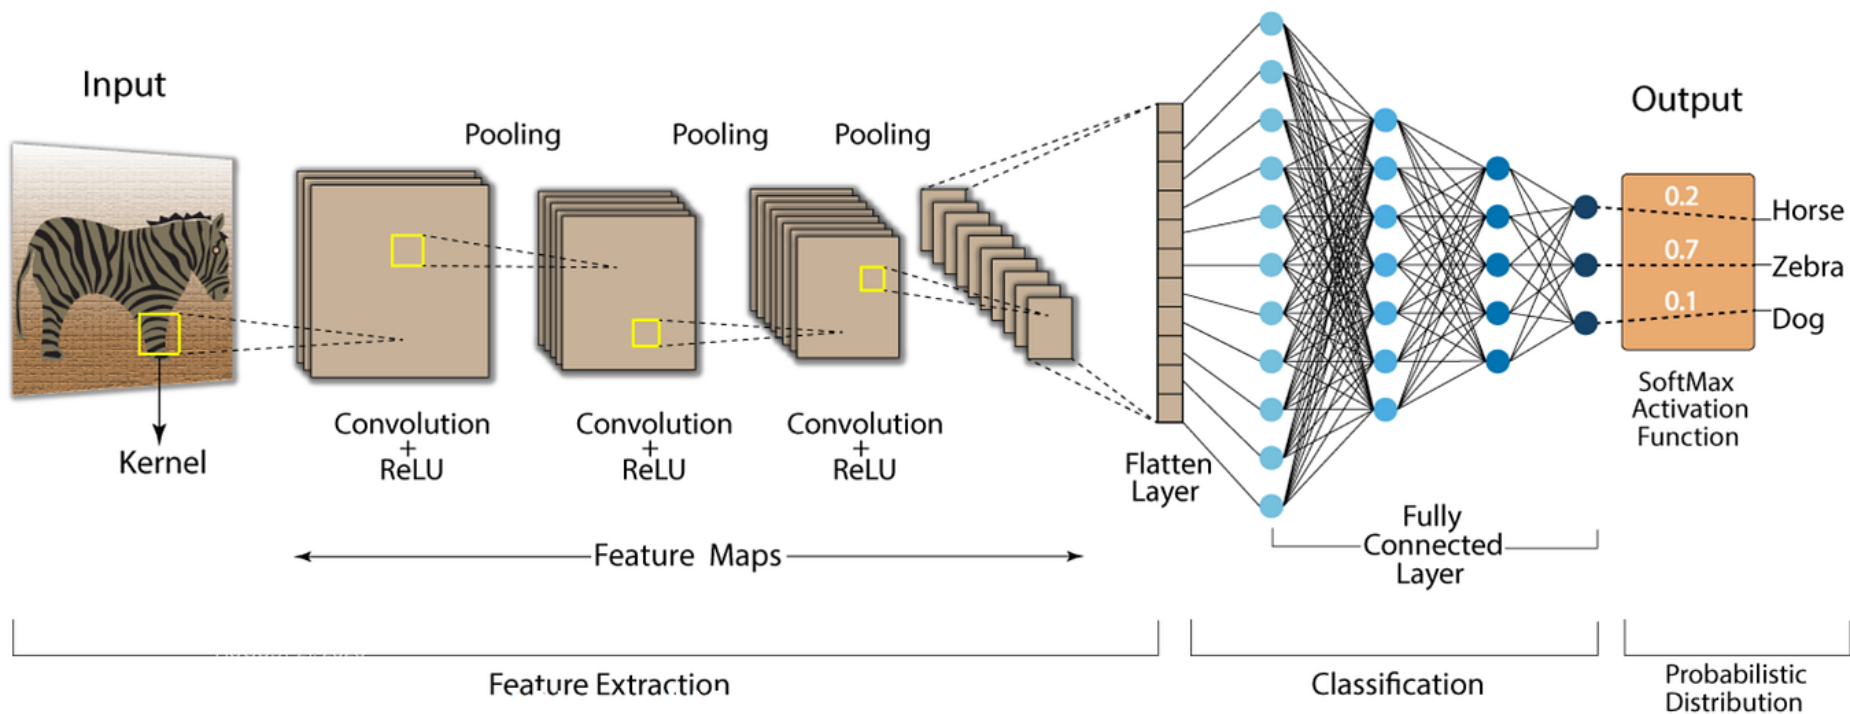 Input
Kernel
Pooling
Pooling
Pooling
Convolution
+
ReLU
Convolution
+
ReLU
Convolution
+
ReLU
Feature Maps
Flatten
Layer
Fully
Connected
Layer
Output
0.2
Horse
0.7
Zebra
0.1
Dog
SoftMax
Activation
Function
Feature Extraction
Classification
Probabilistic
Distribution